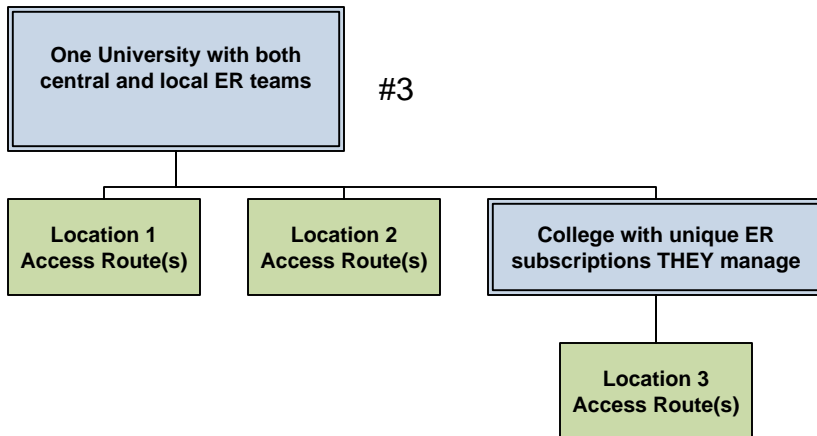 One University with both
central and local ER teams
#3
Location 1
Access Route(s)
Location 2
Access Route(s)
College with unique ER
subscriptions THEY manage
Location 3
Access Route(s)